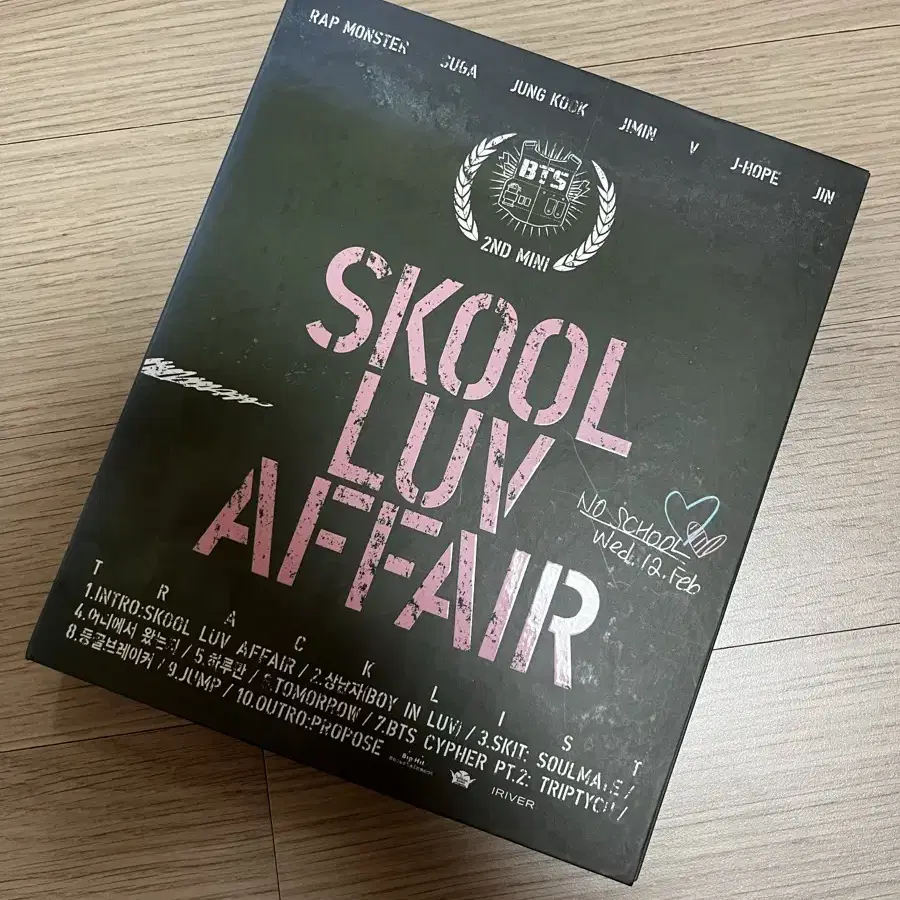 RAP MONSTER SUGA JUNG KOOK JIMIN V J-HOPE JIN
BTS
2ND MINI
SKOOL
LUV
AFFAIR
NO SCHOOL
Wed. 12. Feb
TRACKLIST
1.INTRO:SKOOL LUV AFFAIR / 2.상남자(BOY IN LUV) / 3.SKIT: SOULMATE /
4.어디에서 왔는지 / 5.하루만 / 6.TOMORROW / 7.BTS CYPHER PT.2: TRIPTYCH /
8.등골브레이커 / 9.JUMP / 10.OUTRO:PROPOSE
Big Hit
Entertainment
IRIVER